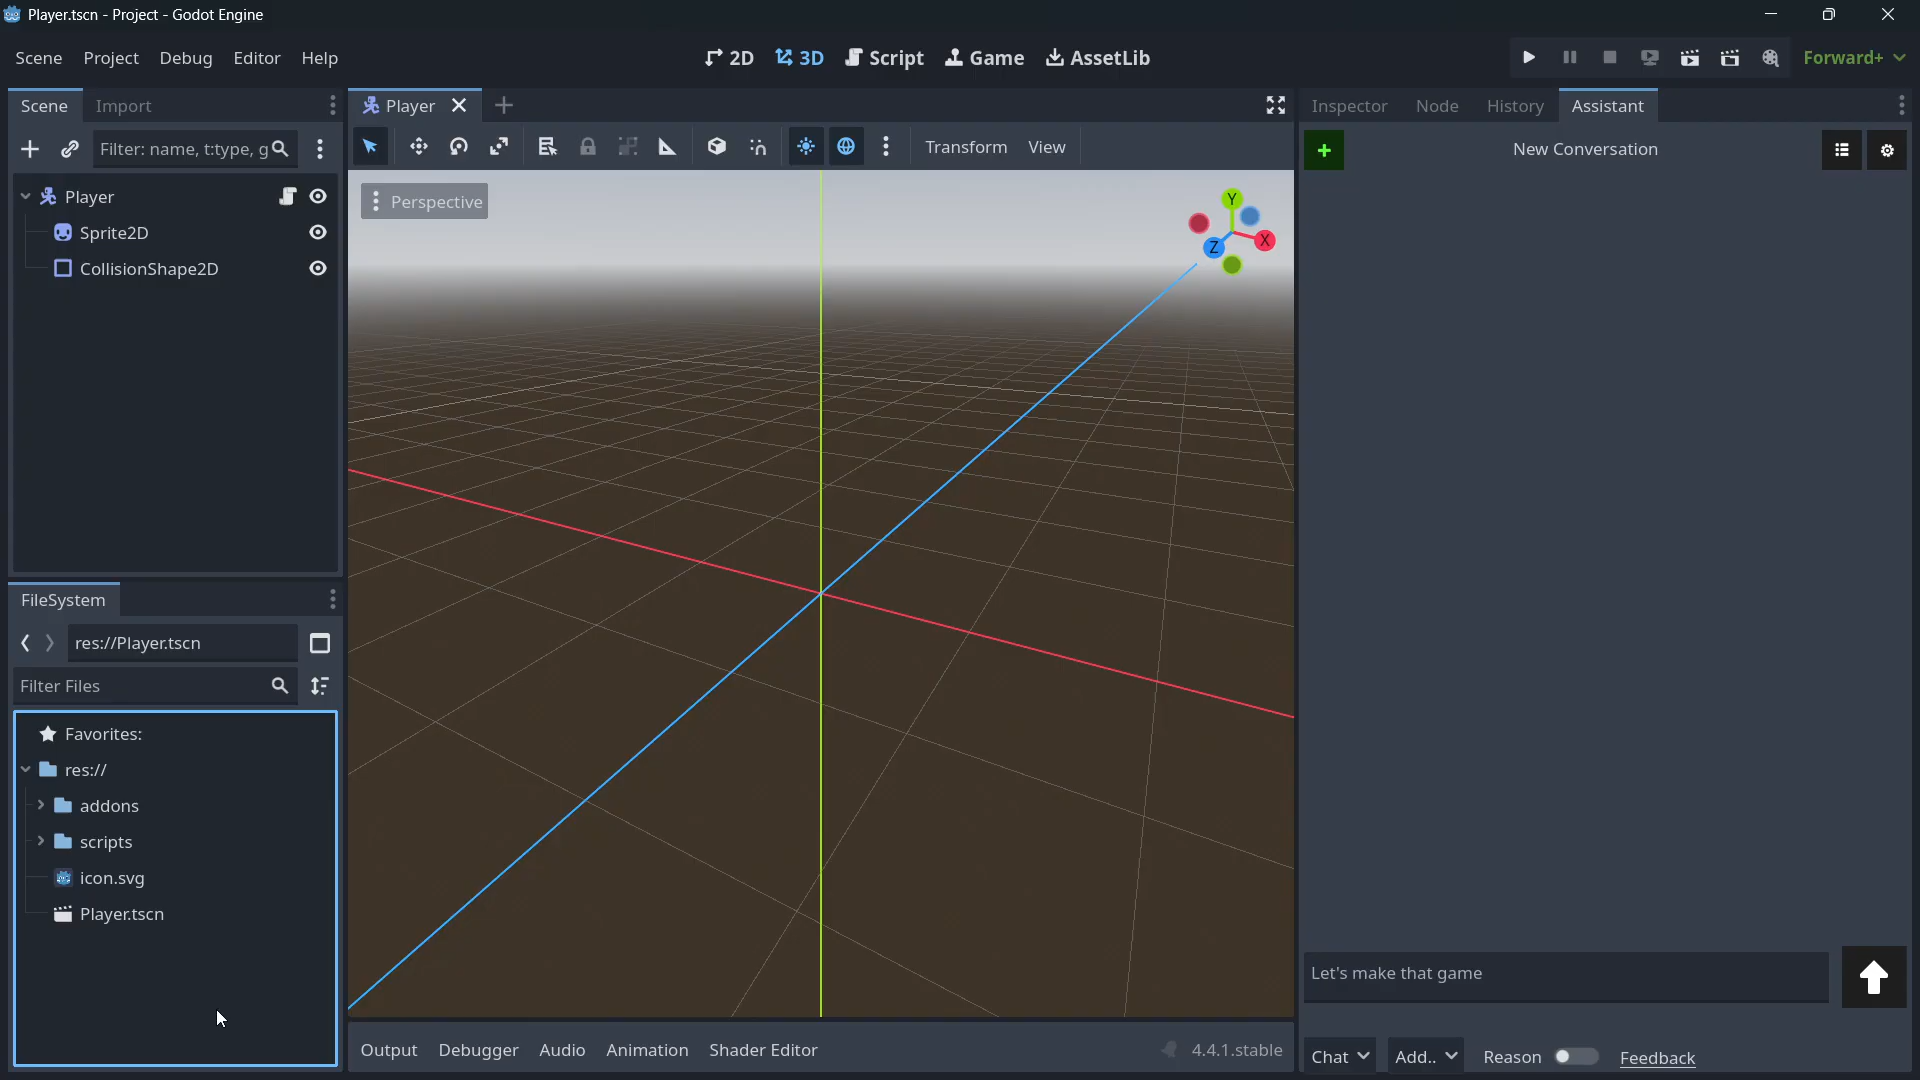 Player.tscn - Project - Godot Engine
Scene Project Debug Editor Help
2D 3D Script Game AssetLib
Forward+
Scene Import
Filter: name, t:type, g
Player
Sprite2D
CollisionShape2D
FileSystem
res://Player.tscn
Filter Files
Favorites:
res://
addons
scripts
icon.svg
Player.tscn
Player
Transform View
Perspective
Y
X
Z
Output Debugger Audio Animation Shader Editor
4.4.1.stable
Inspector Node History Assistant
+ New Conversation
Let's make that game
Chat Add.. Reason Feedback